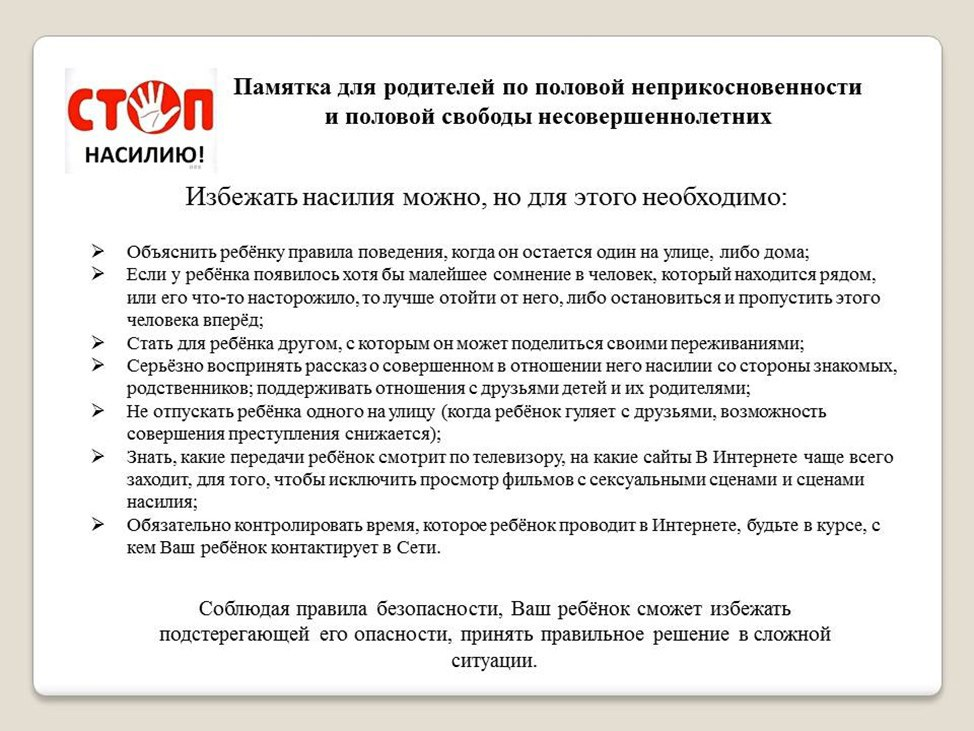 СТОП
НАСИЛИЮ!
Памятка для родителей по половой неприкосновенности
и половой свободы несовершеннолетних
Избежать насилия можно, но для этого необходимо:
Объяснить ребёнку правила поведения, когда он остается один на улице, либо дома;
Если у ребёнка появилось хотя бы малейшее сомнение в человек, который находится рядом,
или его что-то насторожило, то лучше отойти от него, либо остановиться и пропустить этого
человека вперёд;
Стать для ребёнка другом, с которым он может поделиться своими переживаниями;
Серьёзно воспринять рассказ о совершенном в отношении него насилии со стороны знакомых,
родственников; поддерживать отношения с друзьями детей и их родителями;
Не отпускать ребёнка одного на улицу (когда ребёнок гуляет с друзьями, возможность
совершения преступления снижается);
Знать, какие передачи ребёнок смотрит по телевизору, на какие сайты В Интернете чаще всего
заходит, для того, чтобы исключить просмотр фильмов с сексуальными сценами и сценами
насилия;
Обязательно контролировать время, которое ребёнок проводит в Интернете, будьте в курсе, с
кем Ваш ребёнок контактирует в Сети.
Соблюдая правила безопасности, Ваш ребёнок сможет избежать
подстерегающей его опасности, принять правильное решение в сложной
ситуации.